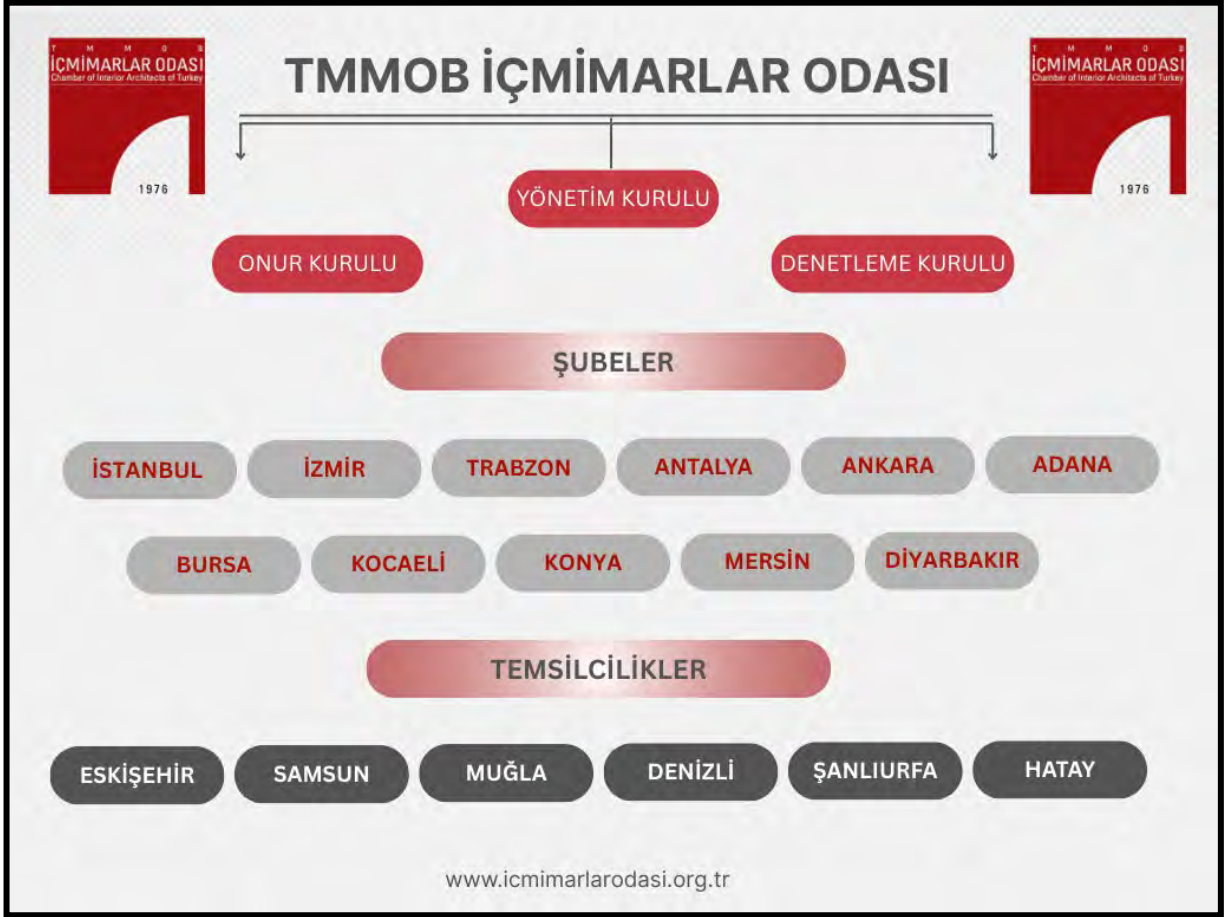 T M M O B
İÇMİMARLAR ODASI
Chamber of Interior Architects of Turkey
1976
TMMOB İÇMİMARLAR ODASI
T M M O B
İÇMİMARLAR ODASI
Chamber of Interior Architects of Turkey
1976
YÖNETİM KURULU
ONUR KURULU
DENETLEME KURULU
ŞUBELER
İSTANBUL
İZMİR
TRABZON
ANTALYA
ANKARA
ADANA
BURSA
KOCAELİ
KONYA
MERSİN
DİYARBAKIR
TEMSİLCİLİKLER
ESKİŞEHİR
SAMSUN
MUĞLA
DENİZLİ
ŞANLIURFA
HATAY
www.icmimarlarodasi.org.tr